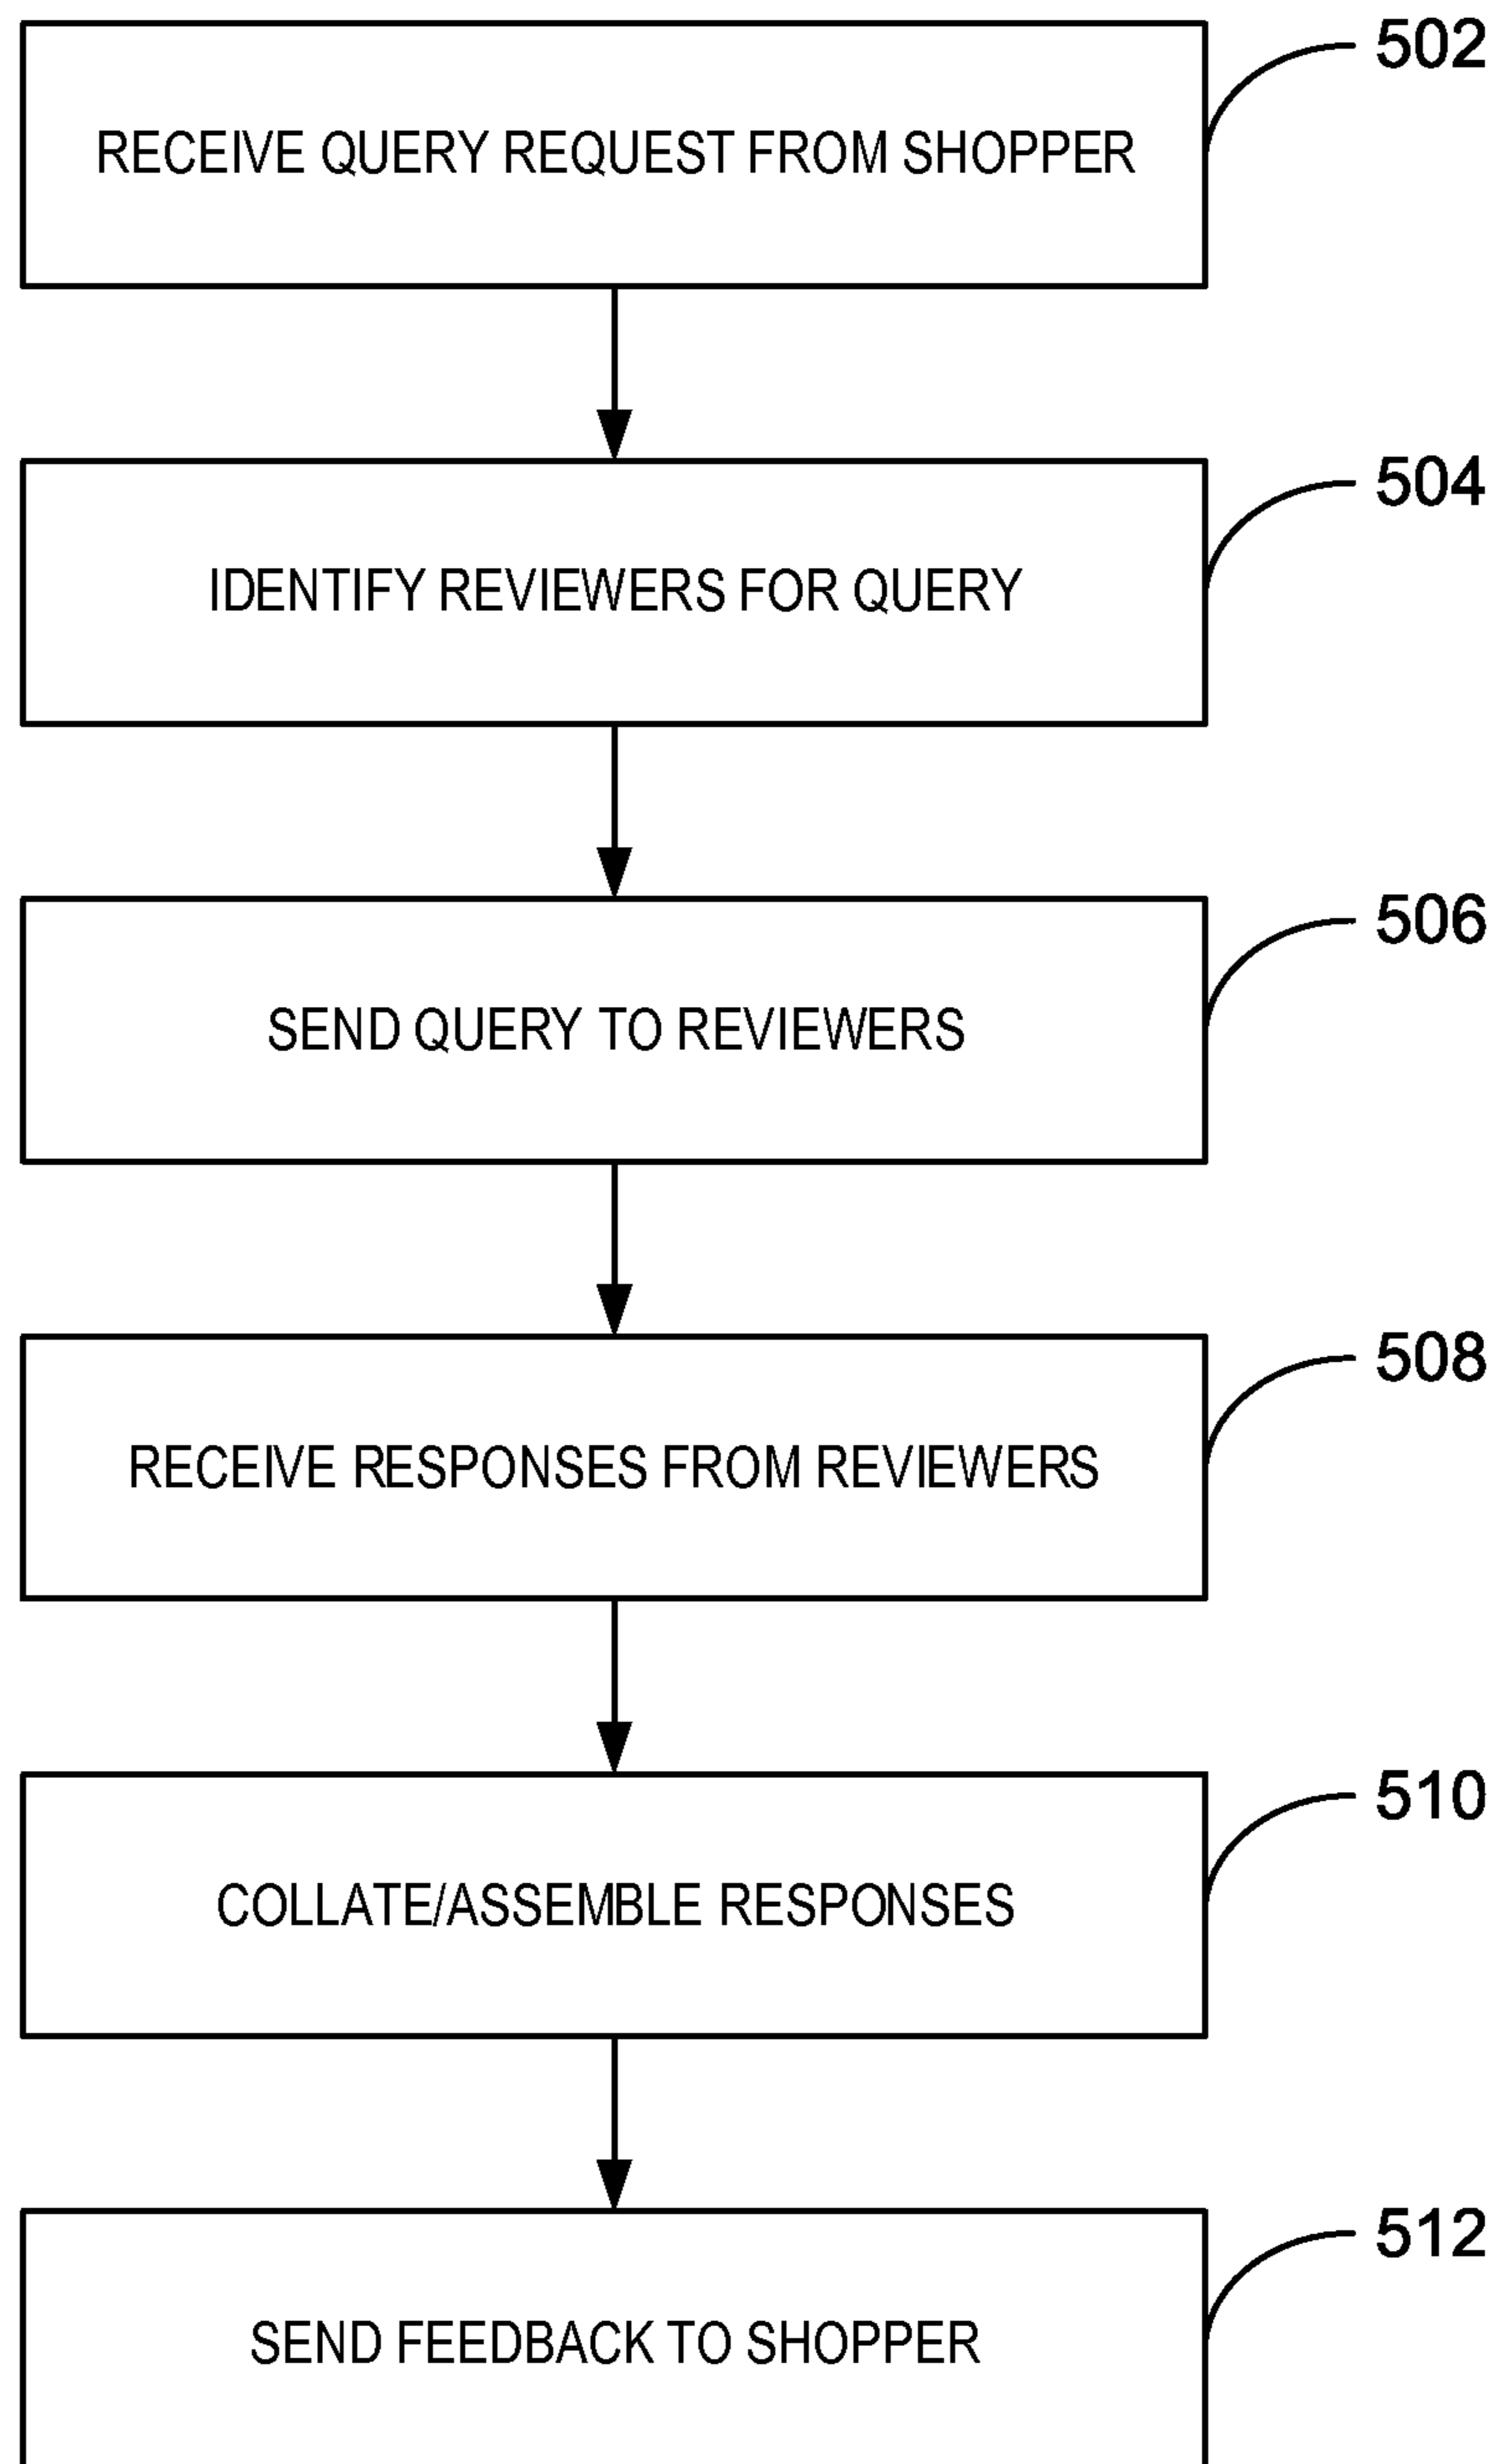 502
RECEIVE QUERY REQUEST FROM SHOPPER
504
IDENTIFY REVIEWERS FOR QUERY
506
SEND QUERY TO REVIEWERS
508
RECEIVE RESPONSES FROM REVIEWERS
510
COLLATE/ASSEMBLE RESPONSES
512
SEND FEEDBACK TO SHOPPER